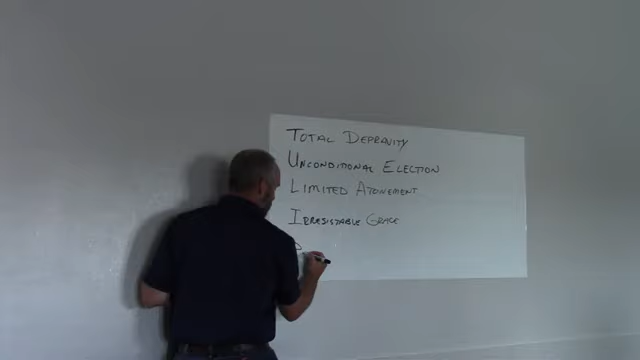 Total Depravity
Unconditional Election
Limited Atonement
Irresistable Grace
P